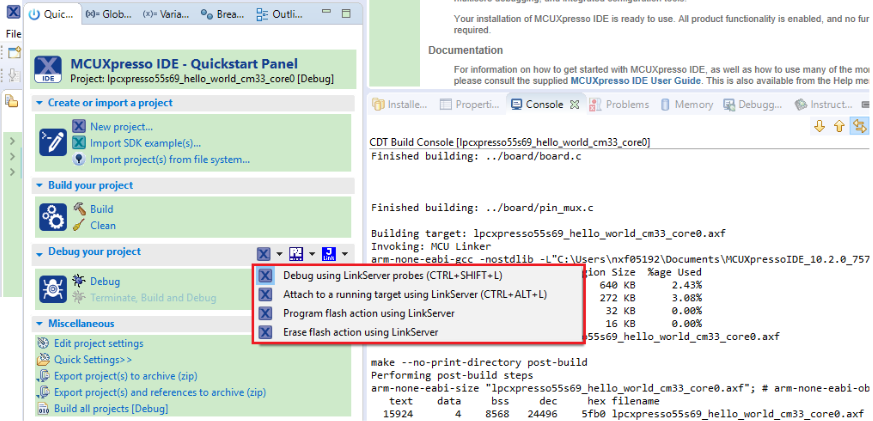 File
Quic...
(x)= Glob...
(x)= Varia...
Brea...
Outli...
IDE
MCUXpresso IDE - Quickstart Panel
Project: lpcxpresso55s69_hello_world_cm33_core0] [Debug]
Create or import a project
New project...
Import SDK example(s)...
Import project(s) from file system...
Build your project
Build
Clean
Debug your project
Link
Debug
Terminate, Build and Debug
Debug using LinkServer probes (CTRL+SHIFT+L)
Attach to a running target using LinkServer (CTRL+ALT+L)
Program flash action using LinkServer
Erase flash action using LinkServer
Miscellaneous
Edit project settings
Quick Settings>>
Export project(s) to archive (zip)
Export project(s) and references to archive (zip)
Build all projects [Debug]
Your installation of MCUXpresso IDE is ready to use. All product functionality is enabled, and no fur
required.
Documentation
For information on how to get started with MCUXpresso IDE, as well as how to use many of the mo
please consult the supplied MCUXpresso IDE User Guide. This is also available from the Help me
Installe...
Properti...
Console
Problems
Memory
Debugg...
Instruct...
CDT Build Console [lpcxpresso55s69_hello_world_cm33_core0]
Finished building: ../board/board.c
Finished building: ../board/pin_mux.c
Building target: lpcxpresso55s69_hello_world_cm33_core0.axf
Invoking: MCU Linker
arm-none-eabi-gcc -nostdlib -L"C:\Users\nxf05192\Documents\MCUXpressoIDE_10.2.0_757
gion Size %age Used
640 KB 2.43%
272 KB 3.08%
32 KB 0.00%
16 KB 0.00%
so55s69_hello_world_cm33_core0.axf
make --no-print-directory post-build
Performing post-build steps
arm-none-eabi-size "lpcxpresso55s69_hello_world_cm33_core0.axf"; # arm-none-eabi-ob
text data bss dec hex filename
15924 4 8568 24496 5fb0 lpcxpresso55s69_hello_world_cm33_core0.axf